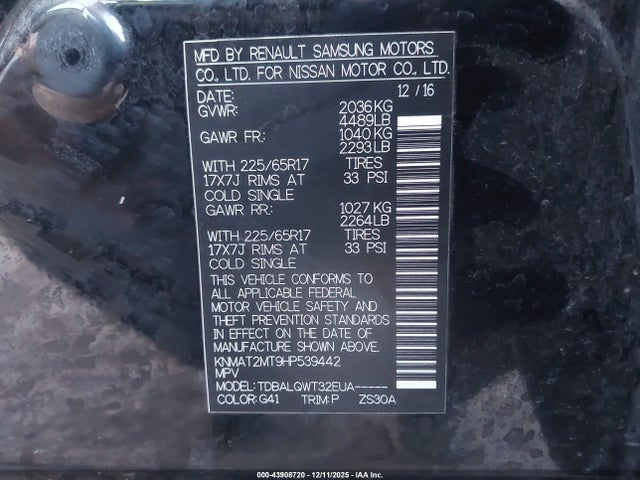 MFD BY RENAULT SAMSUNG MOTORS
CO., LTD. FOR NISSAN MOTOR CO., LTD.
DATE: 12 / 16
GVWR: 2036 KG
4489 LB
GAWR FR: 1040 KG
2293 LB
WITH 225/65R17 TIRES
17X7J RIMS AT 33 PSI
COLD SINGLE
GAWR RR: 1027 KG
2264 LB
WITH 225/65R17 TIRES
17X7J RIMS AT 33 PSI
COLD SINGLE
THIS VEHICLE CONFORMS TO
ALL APPLICABLE FEDERAL
MOTOR VEHICLE SAFETY AND
THEFT PREVENTION STANDARDS
IN EFFECT ON THE DATE OF
MANUFACTURE SHOWN ABOVE.
KNMAT2MT9HP539442
MPV
MODEL: TDBALQWT32EUA-----
COLOR: G41 TRIM: P ZS30A
000-43908720 - 12/11/2025 - IAA Inc.